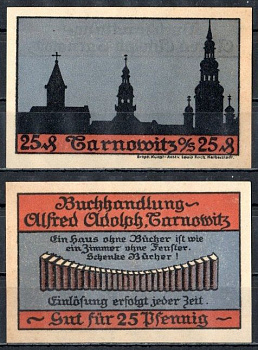 25 ₰ Tarnowitz O/S 25 ₰
Buchhandlung
Alfred Adolph Tarnowitz
Ein Haus ohne Bücher ist wie
ein Zimmer ohne Fenster.
Schenke Bücher!
Einlösung erfolgt jeder Zeit.
~ Gut für 25 Pfennig ~